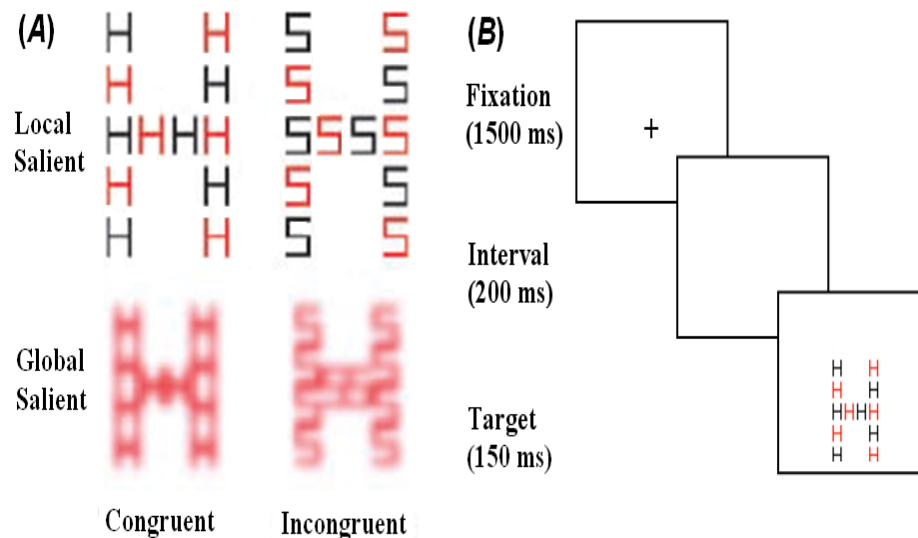 (A)
H H S S
H H S S
Local Salient
H H H H S S S S
H H S S
H H S S
Global Salient
H H
Congruent Incongruent
(B)
Fixation
(1500 ms)
+
Interval
(200 ms)
Target
(150 ms)
H H
H H
H H H H
H H
H H